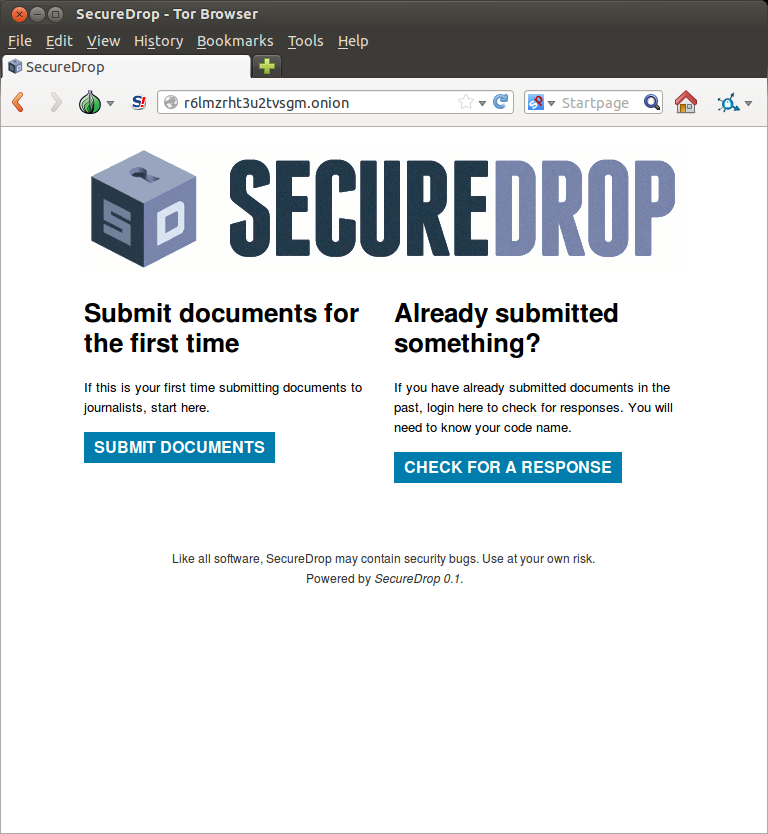 SecureDrop - Tor Browser
File Edit View History Bookmarks Tools Help
SecureDrop
S! r6lmzrht3u2tvsgm.onion Startpage
S D SECUREDROP
Submit documents for
the first time
If this is your first time submitting documents to
journalists, start here.
SUBMIT DOCUMENTS
Already submitted
something?
If you have already submitted documents in the
past, login here to check for responses. You will
need to know your code name.
CHECK FOR A RESPONSE
Like all software, SecureDrop may contain security bugs. Use at your own risk.
Powered by SecureDrop 0.1.